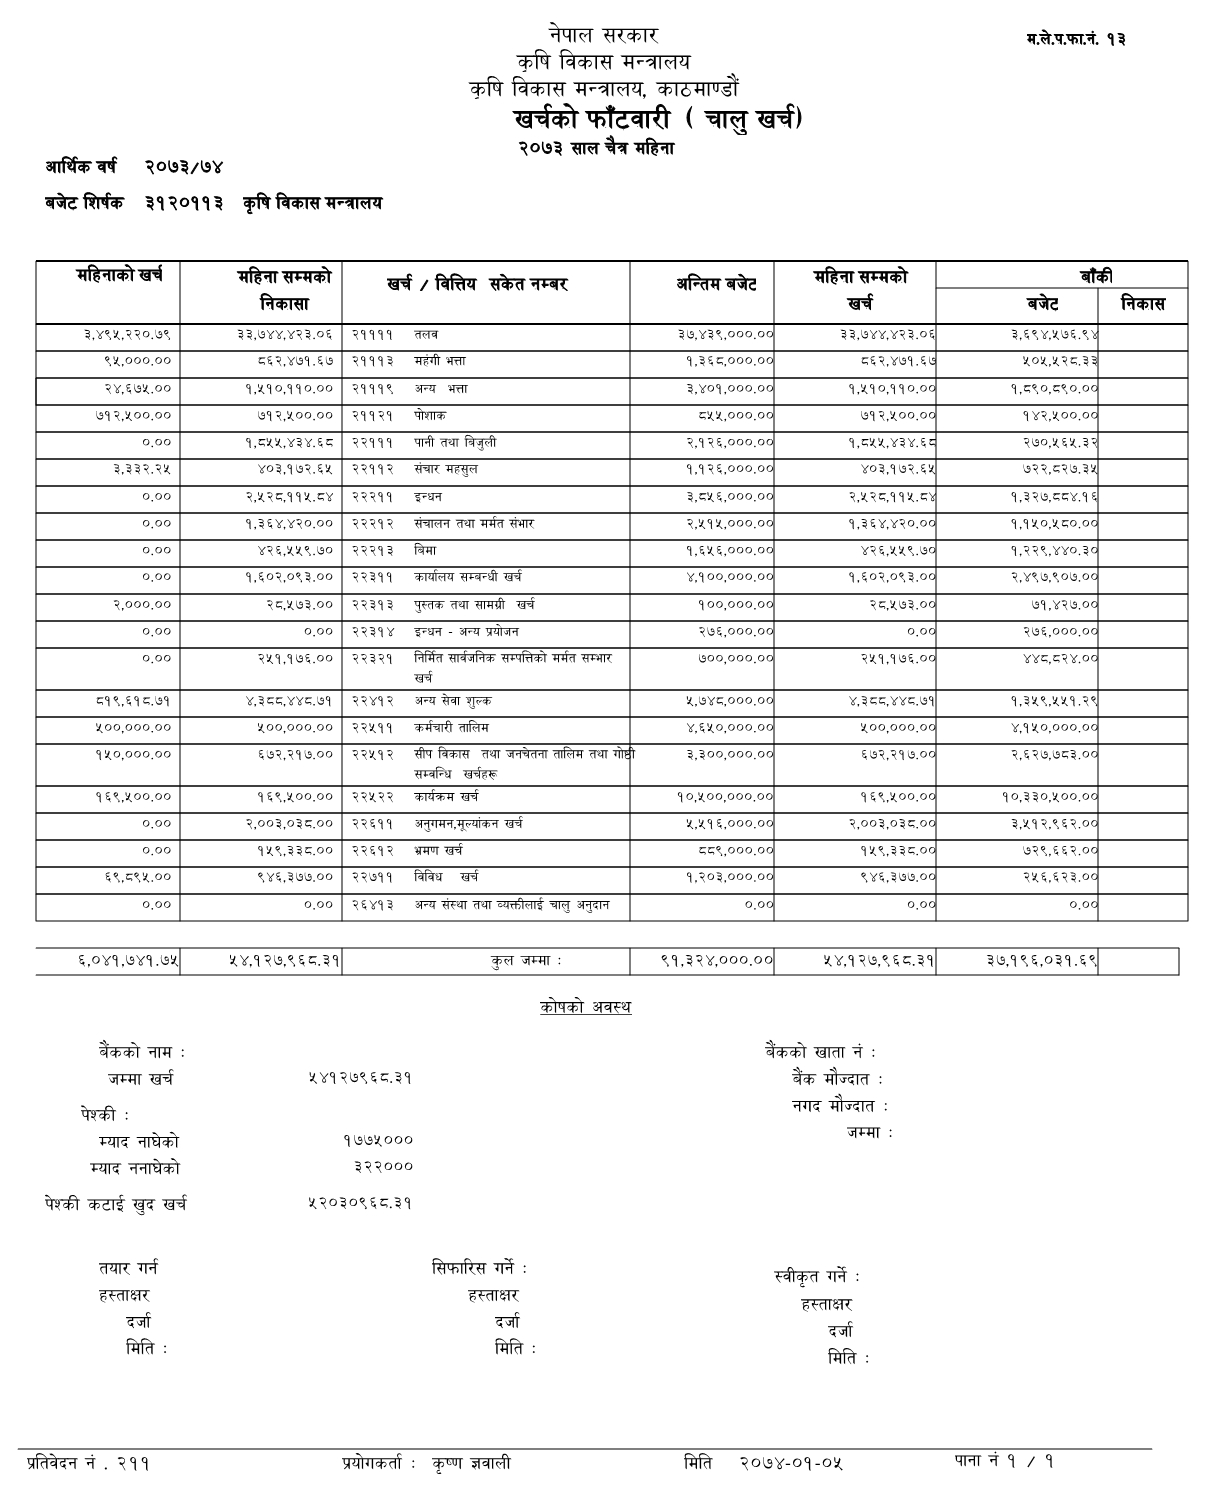 नेपाल सरकार
म.ले.प.फा.नं. १३
कृषि विकास मन्त्रालय
कृषि विकास मन्त्रालय, काठमाण्डौं
खर्चको फाँटवारी ( चालु खर्च)
२०७३ साल चैत्र महिना
आर्थिक वर्ष २०७३/७४
बजेट शिर्षक ३१२०११३ कृषि विकास मन्त्रालय
महिनाको खर्च महिना सम्मको निकासा खर्च / वित्तिय सकेत नम्बर अन्तिम बजेट महिना सम्मको खर्च बाँकी
बजेट निकास
३,४९५,२२०.७९ ३३,७४४,४२३.०६ २११११ तलव ३७,४३९,०००.०० ३३,७४४,४२३.०६ ३,६९४,५७६.९४
९५,०००.०० ८६२,४७१.६७ २१११३ महंगी भत्ता १,३६८,०००.०० ८६२,४७१.६७ ५०५,५२८.३३
२४,६७५.०० १,५१०,११०.०० २१११९ अन्य भत्ता ३,४०१,०००.०० १,५१०,११०.०० १,८९०,८९०.००
७१२,५००.०० ७१२,५००.०० २११२१ पोशाक ८५५,०००.०० ७१२,५००.०० १४२,५००.००
०.०० १,८५५,४३४.६८ २२१११ पानी तथा बिजुली २,१२६,०००.०० १,८५५,४३४.६८ २७०,५६५.३२
३,३३२.२५ ४०३,१७२.६५ २२११२ संचार महसुल १,१२६,०००.०० ४०३,१७२.६५ ७२२,८२७.३५
०.०० २,५२८,११५.८४ २२२११ इन्धन ३,८५६,०००.०० २,५२८,११५.८४ १,३२७,८८४.१६
०.०० १,३६४,४२०.०० २२२१२ संचालन तथा मर्मत संभार २,५१५,०००.०० १,३६४,४२०.०० १,१५०,५८०.००
०.०० ४२६,५५९.७० २२२१३ बिमा १,६५६,०००.०० ४२६,५५९.७० १,२२९,४४०.३०
०.०० १,६०२,०९३.०० २२३११ कार्यालय सम्बन्धी खर्च ४,१००,०००.०० १,६०२,०९३.०० २,४९७,९०७.००
२,०००.०० २८,५७३.०० २२३१३ पुस्तक तथा सामग्री खर्च १००,०००.०० २८,५७३.०० ७१,४२७.००
०.०० ०.०० २२३१४ इन्धन - अन्य प्रयोजन २७६,०००.०० ०.०० २७६,०००.००
०.०० २५१,१७६.०० २२३२१ निर्मित सार्बजनिक सम्पत्तिको मर्मत सम्भार ७००,०००.०० २५१,१७६.०० ४४८,८२४.००
खर्च
८१९,६१८.७१ ४,३८८,४४८.७१ २२४१२ अन्य सेवा शुल्क ५,७४८,०००.०० ४,३८८,४४८.७१ १,३५९,५५१.२९
५००,०००.०० ५००,०००.०० २२५११ कर्मचारी तालिम ४,६५०,०००.०० ५००,०००.०० ४,१५०,०००.००
१५०,०००.०० ६७२,२१७.०० २२५१२ सीप विकास तथा जनचेतना तालिम तथा गोष्ठी ३,३००,०००.०० ६७२,२१७.०० २,६२७,७८३.००
सम्बन्धि खर्चहरू
१६९,५००.०० १६९,५००.०० २२५२२ कार्यक्रम खर्च १०,५००,०००.०० १६९,५००.०० १०,३३०,५००.००
०.०० २,००३,०३८.०० २२६११ अनुगमन,मूल्यांकन खर्च ५,५१६,०००.०० २,००३,०३८.०० ३,५१२,९६२.००
०.०० १५९,३३८.०० २२६१२ भ्रमण खर्च ८८९,०००.०० १५९,३३८.०० ७२९,६६२.००
६९,८९५.०० ९४६,३७७.०० २२७११ विविध खर्च १,२०३,०००.०० ९४६,३७७.०० २५६,६२३.००
०.०० ०.०० २६४१३ अन्य संस्था तथा व्यक्तीलाई चालु अनुदान ०.०० ०.०० ०.००
६,०४१,७४१.७५ ५४,१२७,९६८.३१ कुल जम्मा : ९१,३२४,०००.०० ५४,१२७,९६८.३१ ३७,१९६,०३१.६९
कोषको अवस्थ
बैंकको नाम : बैंकको खाता नं :
जम्मा खर्च ५४१२७९६८.३१ बैंक मौज्दात :
पेश्की : नगद मौज्दात :
म्याद नाघेको १७७५००० जम्मा :
म्याद ननाघेको ३२२०००
पेश्की कटाई खुद खर्च ५२०३०९६८.३१
तयार गर्न सिफारिस गर्ने : स्वीकृत गर्ने :
हस्ताक्षर हस्ताक्षर हस्ताक्षर
दर्जा दर्जा दर्जा
मिति : मिति : मिति :
प्रतिवेदन नं . २११ प्रयोगकर्ता : कृष्ण ज्ञवाली मिति २०७४-०१-०५ पाना नं १ / १